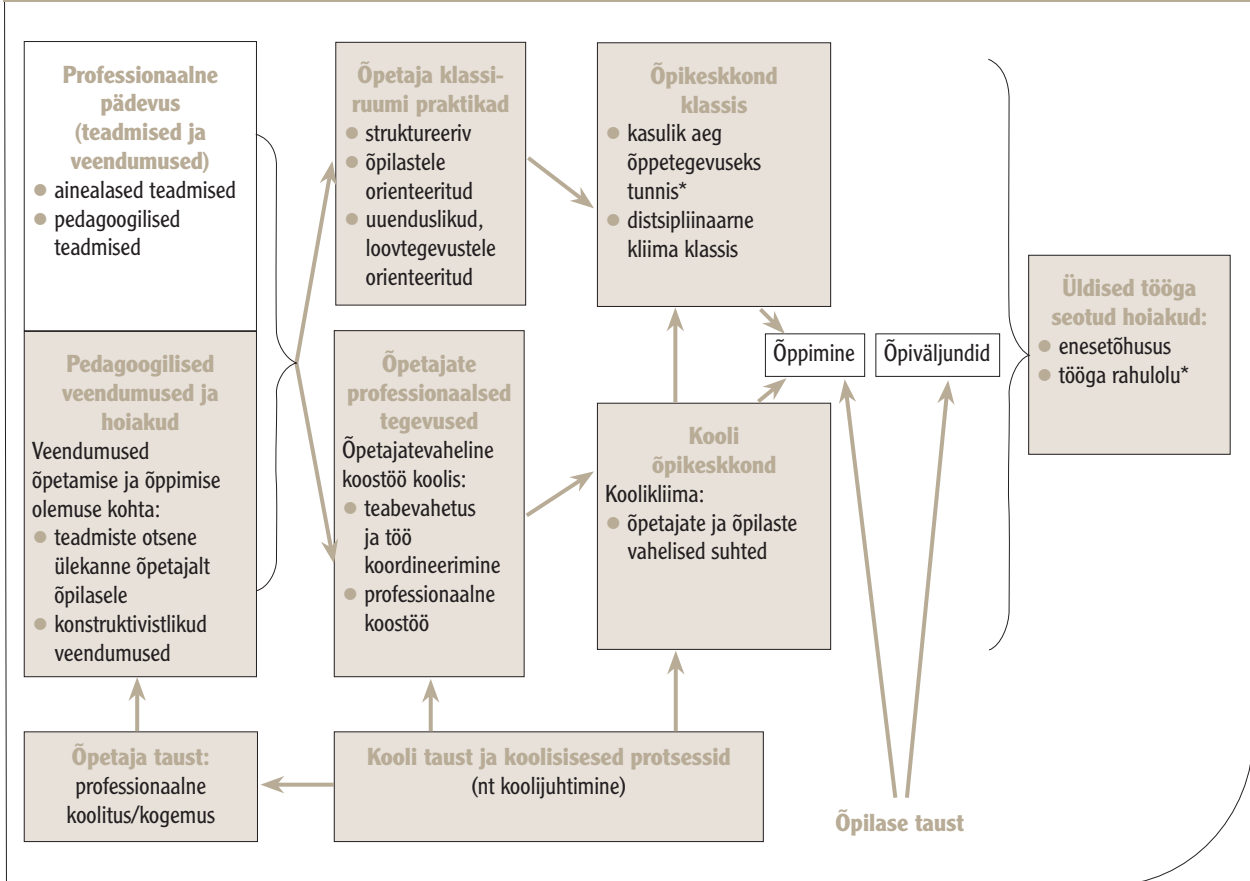 Professionaalne
pädevus
(teadmised ja
veendumused)
ainealased teadmised
pedagoogilised
teadmised
Pedagoogilised
veendumused ja
hoiakud
Veendumused
õpetamise ja õppimise
olemuse kohta:
teadmiste otsene
ülekanne õpetajalt
õpilasele
konstruktivistlikud
veendumused
Õpetaja klassi-
ruumi praktikad
struktureeriv
õpilastele
orienteeritud
uuenduslikud,
loovtegevustele
orienteeritud
Õpetajate
professionaalsed
tegevused
Õpetajatevaheline
koostöö koolis:
teabevahetus
ja töö
koordineerimine
professionaalne
koostöö
Õpikeskkond
klassis
kasulik aeg
õppetegevuseks
tunnis*
distsipliinaarne
kliima klassis
Õppimine
Õpiväljundid
Kooli
õpikeskkond
Koolikliima:
õpetajate ja õpilaste
vahelised suhted
Üldised tööga
seotud hoiakud:
enesetõhusus
tööga rahulolu*
Õpetaja taust:
professionaalne
koolitus/kogemus
Kooli taust ja koolisisesed protsessid
(nt koolijuhtimine)
Õpilase taust